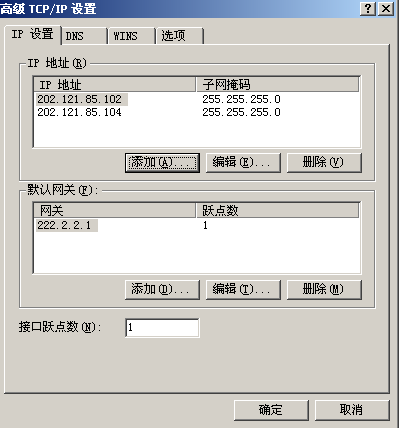 高级 TCP/IP 设置
IP 设置 DNS WINS 选项
IP 地址(R)
IP 地址 子网掩码
202.121.85.102 255.255.255.0
202.121.85.104 255.255.255.0
添加(A)... 编辑(E)... 删除(V)
默认网关(F):
网关 跃点数
222.2.2.1 1
添加(D)... 编辑(T)... 删除(M)
接口跃点数(N): 1
确定 取消